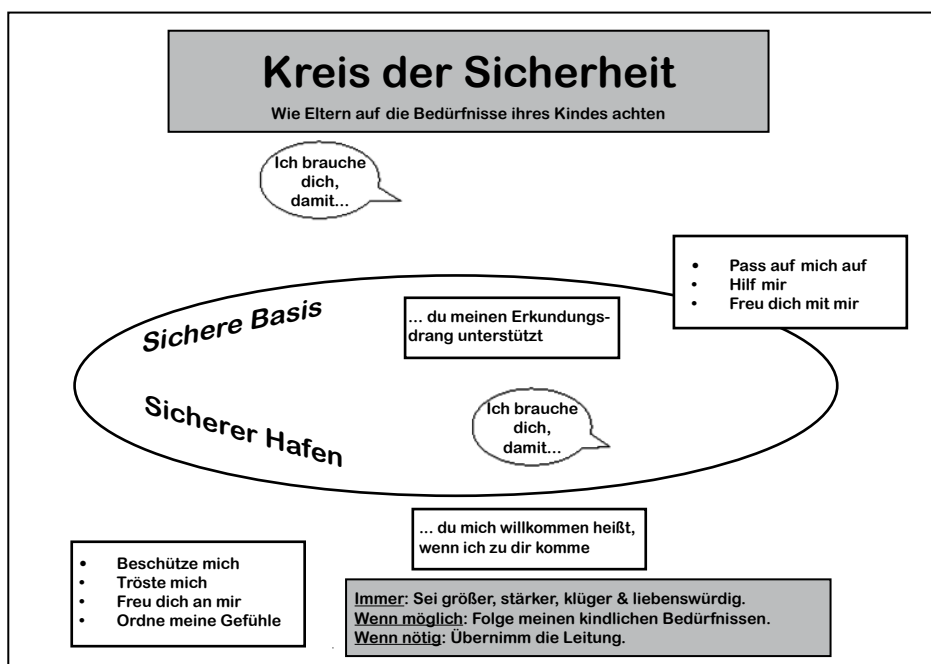 Kreis der Sicherheit
Wie Eltern auf die Bedürfnisse ihres Kindes achten
Ich brauche
dich,
damit...
• Pass auf mich auf
• Hilf mir
• Freu dich mit mir
Sichere Basis
... du meinen Erkundungs-
drang unterstützt
Sicherer Hafen
Ich brauche
dich,
damit...
... du mich willkommen heißt,
wenn ich zu dir komme
• Beschütze mich
• Tröste mich
• Freu dich an mir
• Ordne meine Gefühle
Immer: Sei größer, stärker, klüger & liebenswürdig.
Wenn möglich: Folge meinen kindlichen Bedürfnissen.
Wenn nötig: Übernimm die Leitung.